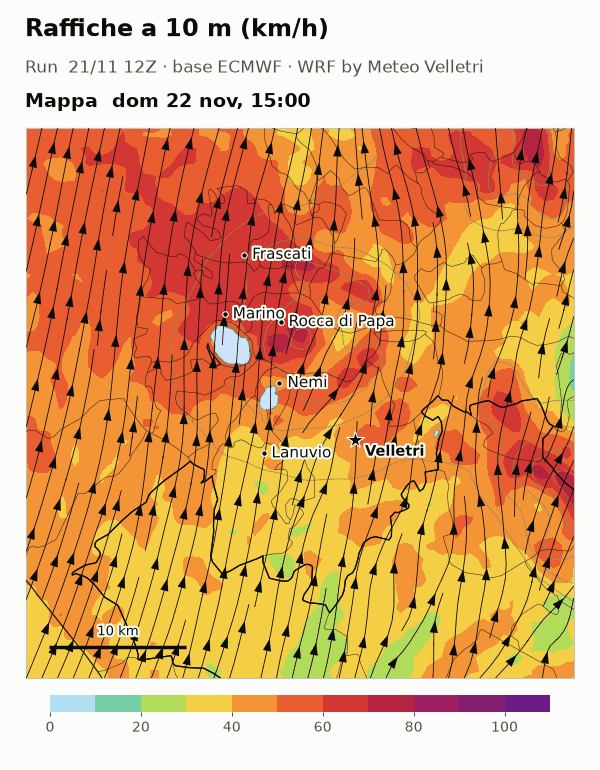 Raffiche a 10 m (km/h)
Run  21/11 12Z · base ECMWF · WRF by Meteo Velletri
Mappa  dom 22 nov, 15:00
Frascati
Marino
Rocca di Papa
Nemi
Velletri
Lanuvio
10 km
0 20 40 60 80 100